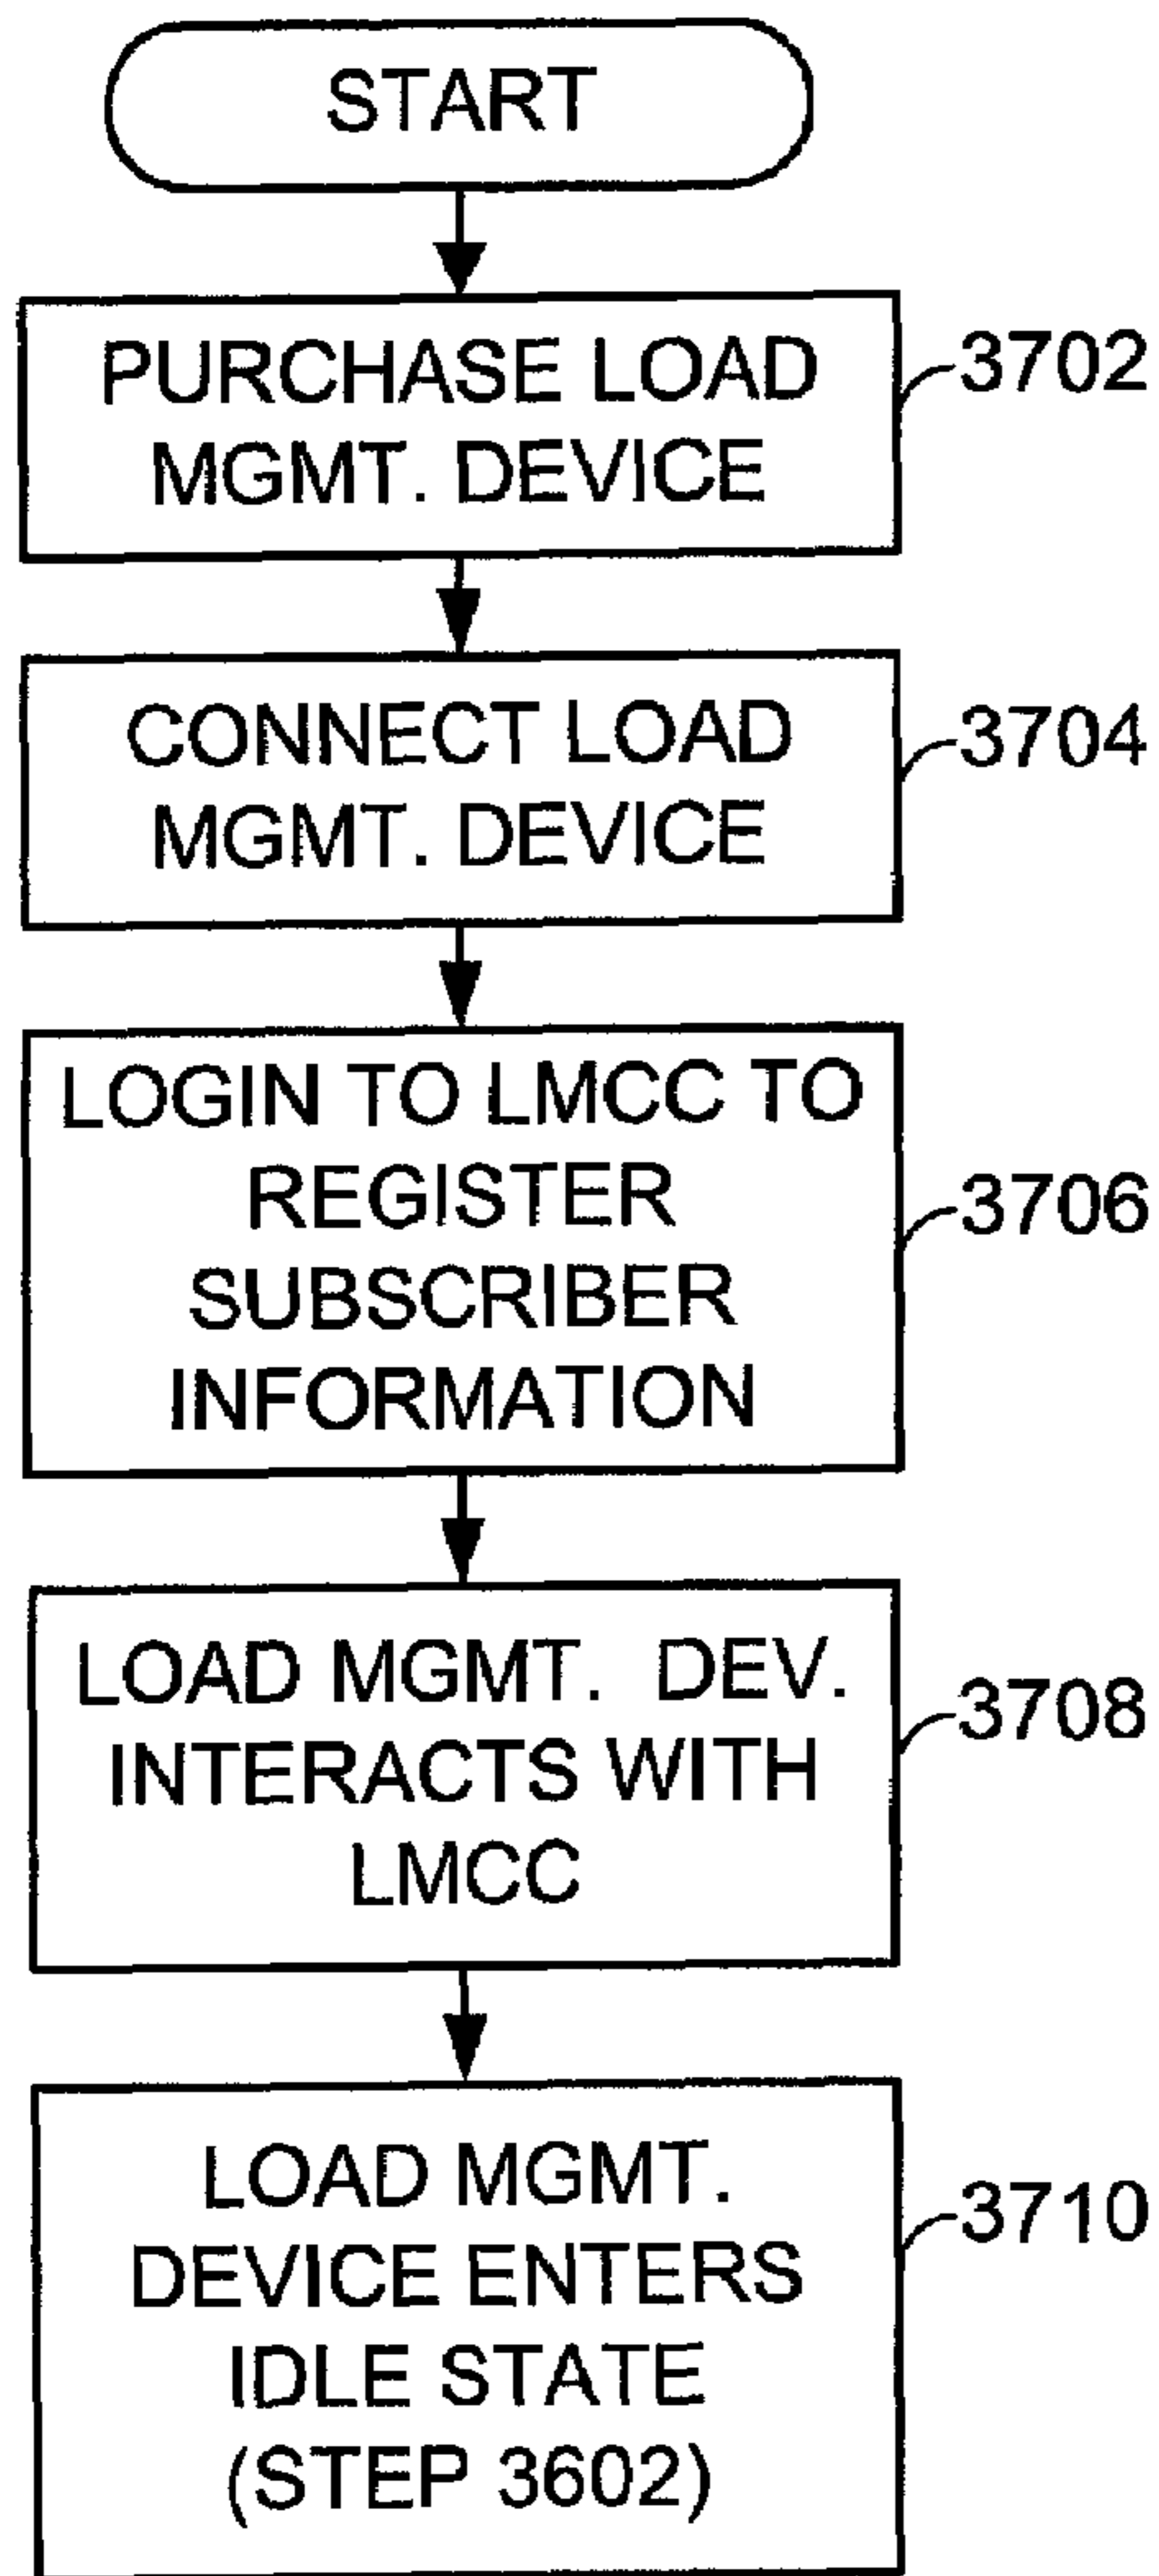 START
PURCHASE LOAD
MGMT. DEVICE
3702
CONNECT LOAD
MGMT. DEVICE
3704
LOGIN TO LMCC TO
REGISTER
SUBSCRIBER
INFORMATION
3706
LOAD MGMT. DEV.
INTERACTS WITH
LMCC
3708
LOAD MGMT.
DEVICE ENTERS
IDLE STATE
(STEP 3602)
3710